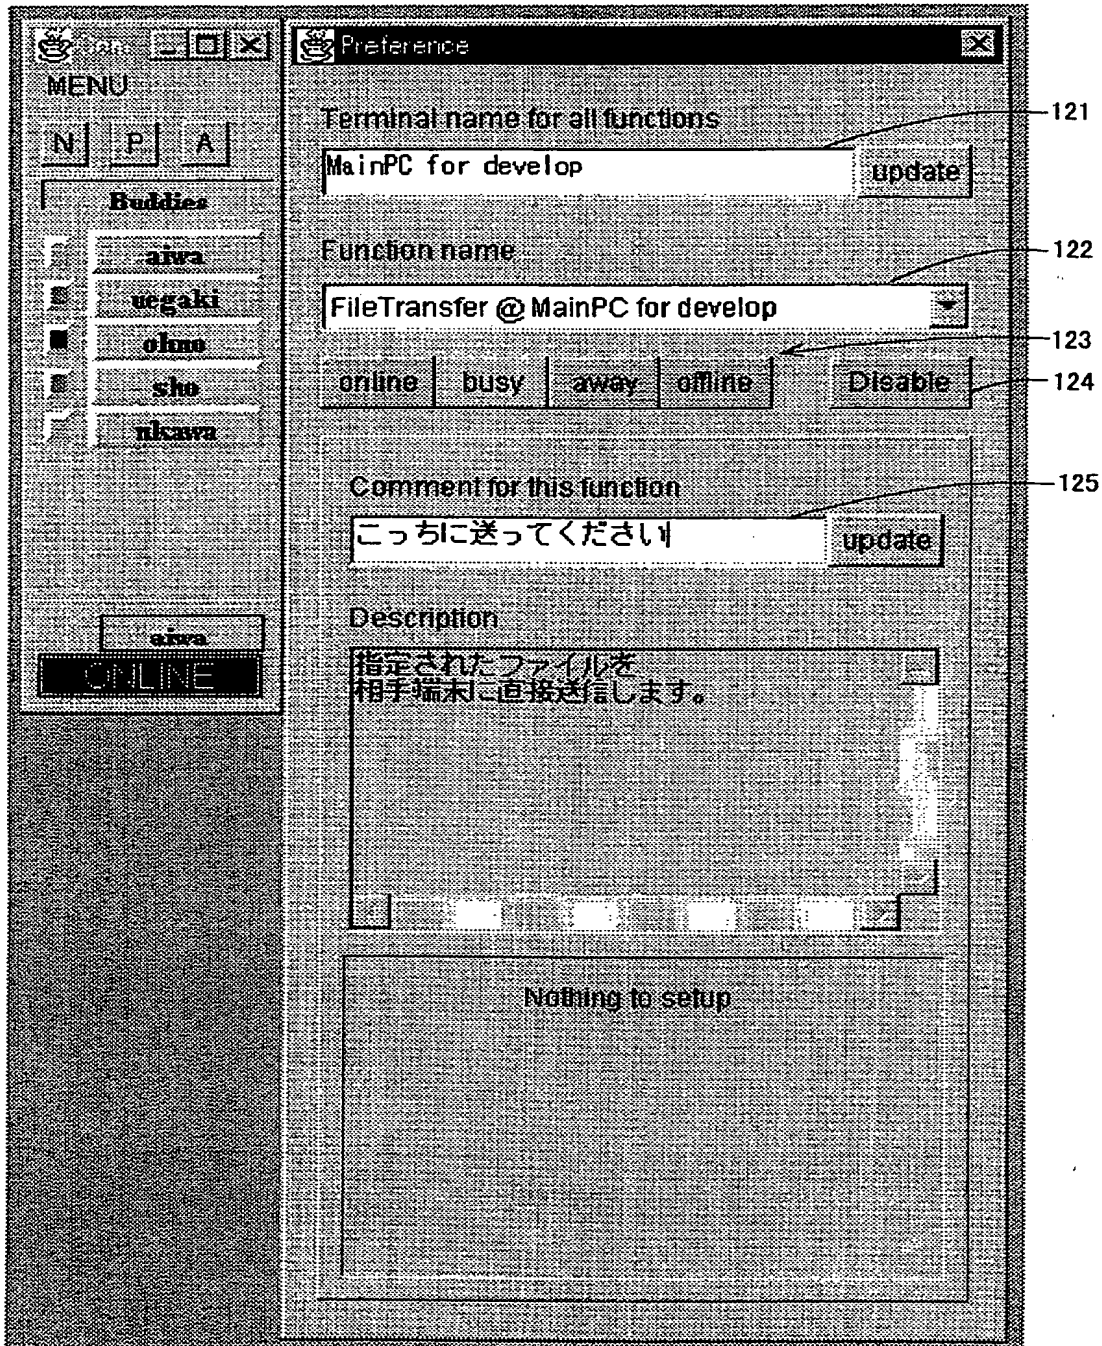 MENU
N P A
Buddies
aiwa
uegaki
ohno
sho
nkawa
aiwa
ONLINE
Preference
Terminal name for all functions
MainPC for develop
update
Function name
FileTransfer @ MainPC for develop
online busy away offline
Disable
Comment for this function
こっちに送ってください
update
Description
指定されたファイルを
相手端末に直接送信します。
Nothing to setup
121
122
123
124
125